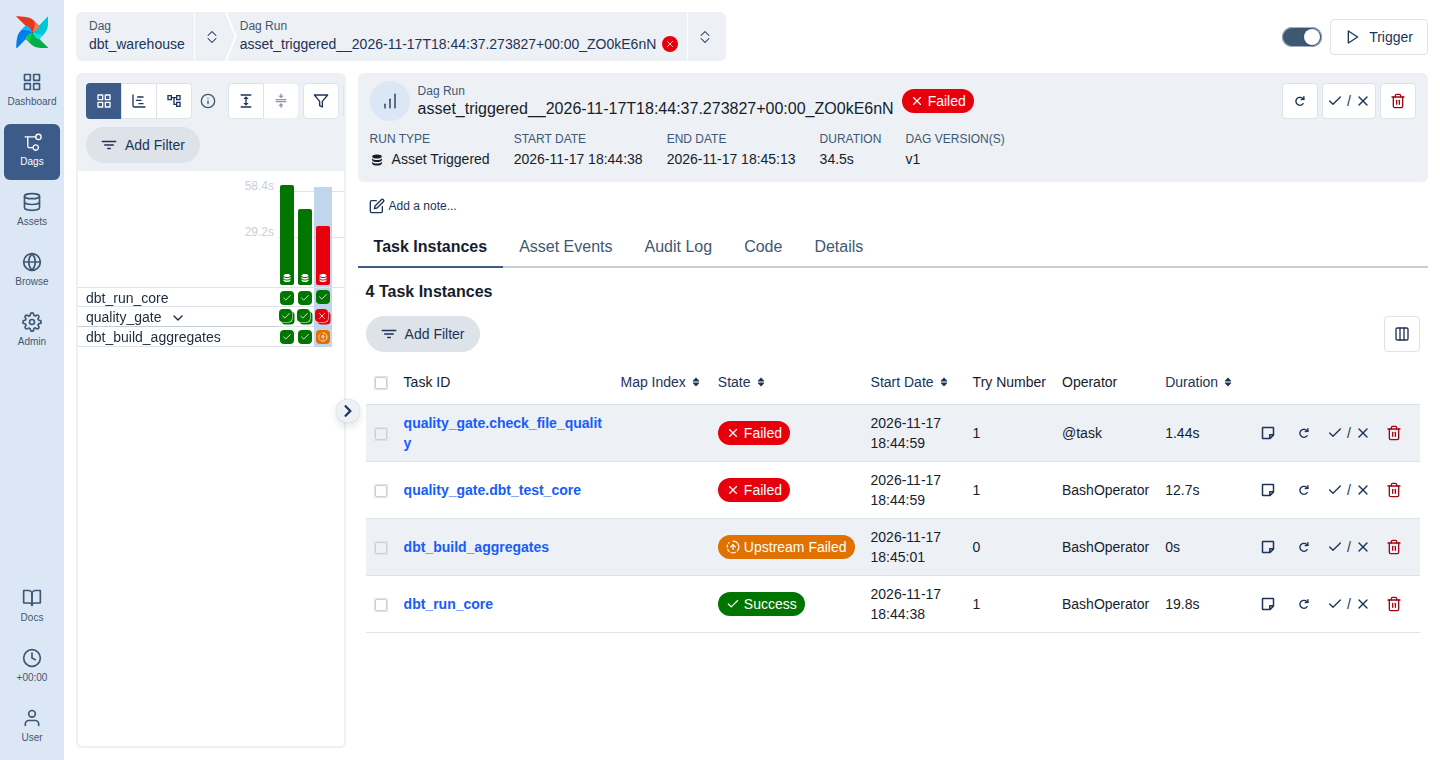 Dag
dbt_warehouse
Dag Run
asset_triggered__2026-11-17T18:44:37.273827+00:00_ZO0kE6nN
Trigger
Dashboard
Dags
Assets
Browse
Admin
Docs
+00:00
User
Add Filter
58.4s
29.2s
dbt_run_core
quality_gate
dbt_build_aggregates
Dag Run
asset_triggered__2026-11-17T18:44:37.273827+00:00_ZO0kE6nN Failed
/
RUN TYPE START DATE END DATE DURATION DAG VERSION(S)
Asset Triggered 2026-11-17 18:44:38 2026-11-17 18:45:13 34.5s v1
Add a note...
Task Instances Asset Events Audit Log Code Details
4 Task Instances
Add Filter
Task ID Map Index State Start Date Try Number Operator Duration
quality_gate.check_file_qualit
y
Failed
2026-11-17
18:44:59
1 @task 1.44s /
quality_gate.dbt_test_core Failed
2026-11-17
18:44:59
1 BashOperator 12.7s /
dbt_build_aggregates Upstream Failed
2026-11-17
18:45:01
0 BashOperator 0s /
dbt_run_core Success
2026-11-17
18:44:38
1 BashOperator 19.8s /